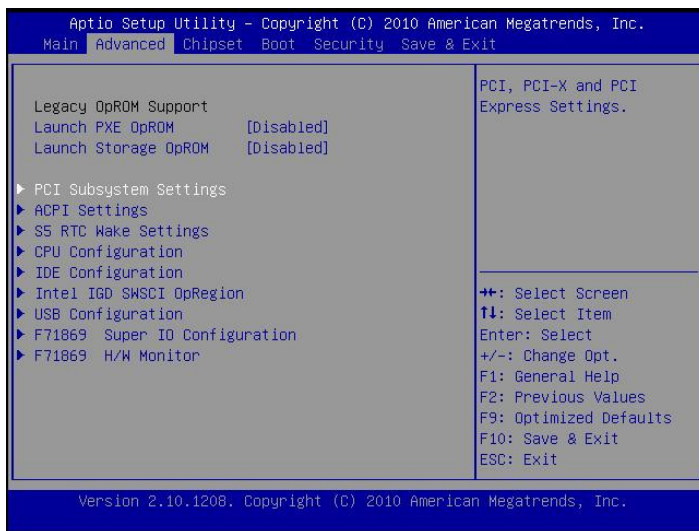 Aptio Setup Utility - Copyright (C) 2010 American Megatrends, Inc.
Main Advanced Chipset Boot Security Save & Exit
Legacy OpROM Support
Launch PXE OpROM [Disabled]
Launch Storage OpROM [Disabled]
PCI Subsystem Settings
ACPI Settings
S5 RTC Wake Settings
CPU Configuration
IDE Configuration
Intel IGD SWSCI OpRegion
USB Configuration
F71869 Super IO Configuration
F71869 H/W Monitor
PCI, PCI-X and PCI
Express Settings.
→←: Select Screen
↑↓: Select Item
Enter: Select
+/-: Change Opt.
F1: General Help
F2: Previous Values
F9: Optimized Defaults
F10: Save & Exit
ESC: Exit
Version 2.10.1208. Copyright (C) 2010 American Megatrends, Inc.